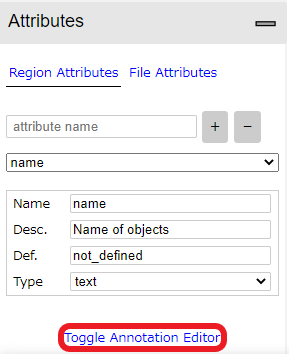 Attributes
Region Attributes File Attributes
attribute name + −
name
Name name
Desc. Name of objects
Def. not_defined
Type text
Toggle Annotation Editor